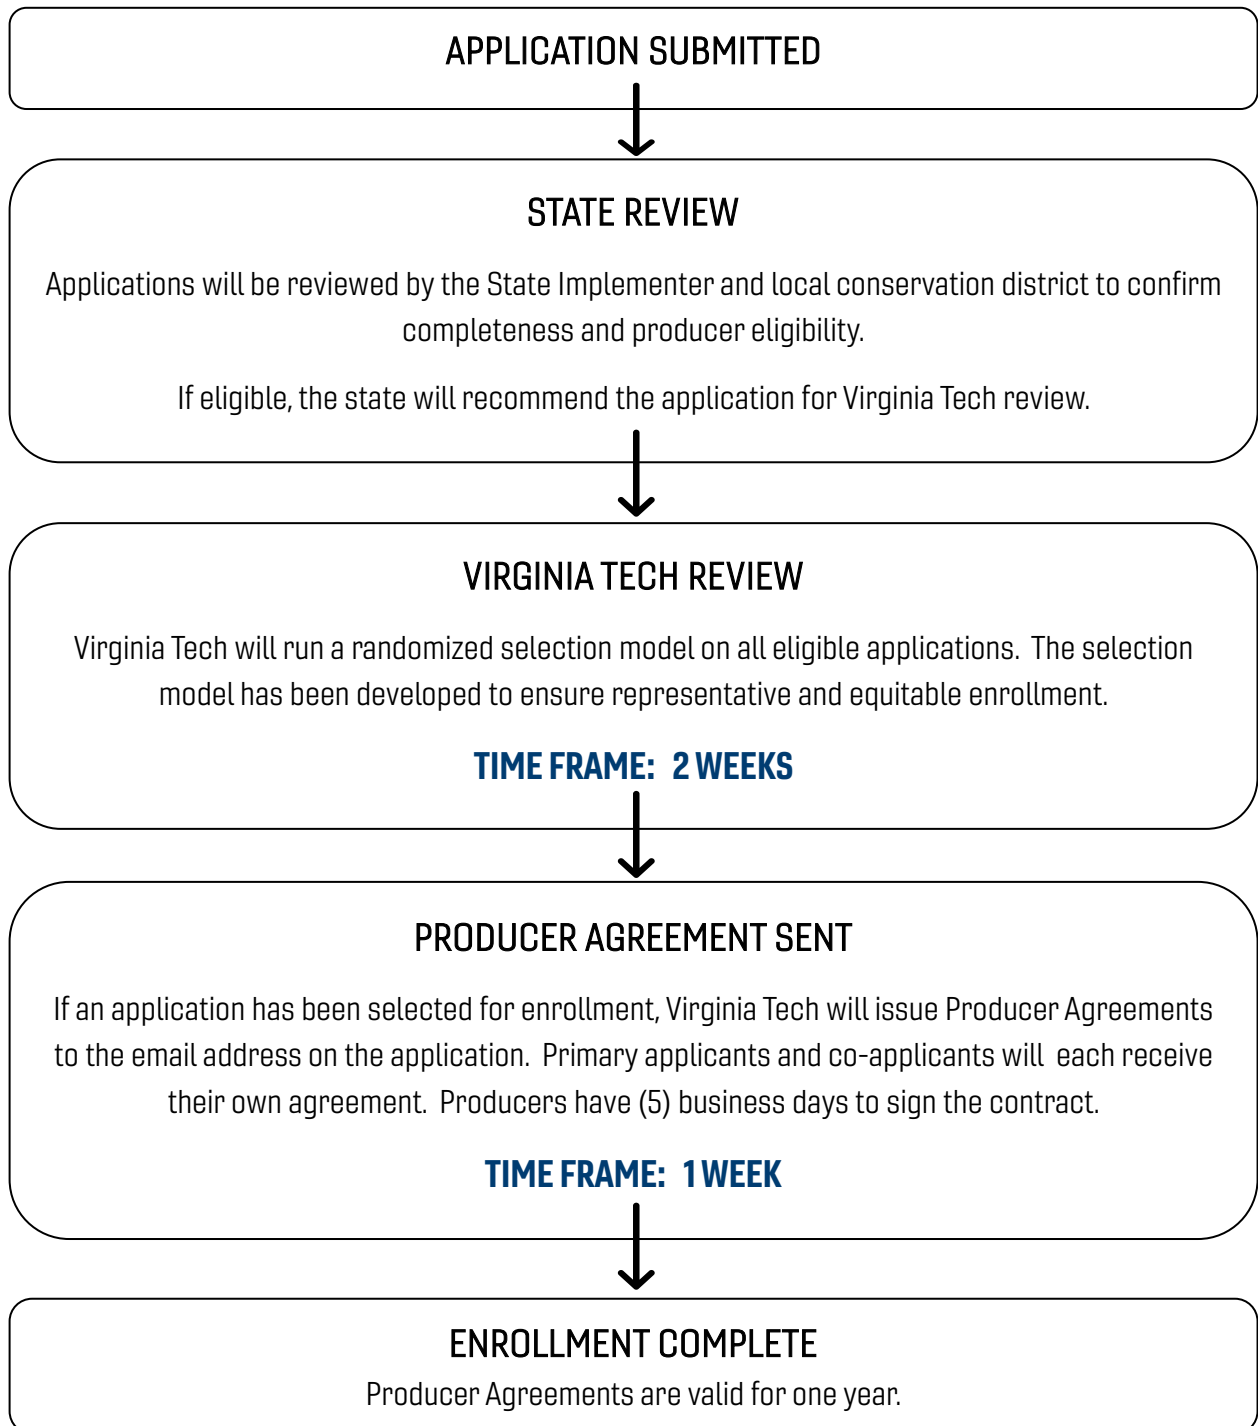 APPLICATION SUBMITTED
STATE REVIEW
Applications will be reviewed by the State Implementer and local conservation district to confirm
completeness and producer eligibility.
If eligible, the state will recommend the application for Virginia Tech review.
VIRGINIA TECH REVIEW
Virginia Tech will run a randomized selection model on all eligible applications. The selection
model has been developed to ensure representative and equitable enrollment.
TIME FRAME: 2 WEEKS
PRODUCER AGREEMENT SENT
If an application has been selected for enrollment, Virginia Tech will issue Producer Agreements
to the email address on the application. Primary applicants and co-applicants will each receive
their own agreement. Producers have (5) business days to sign the contract.
TIME FRAME: 1 WEEK
ENROLLMENT COMPLETE
Producer Agreements are valid for one year.